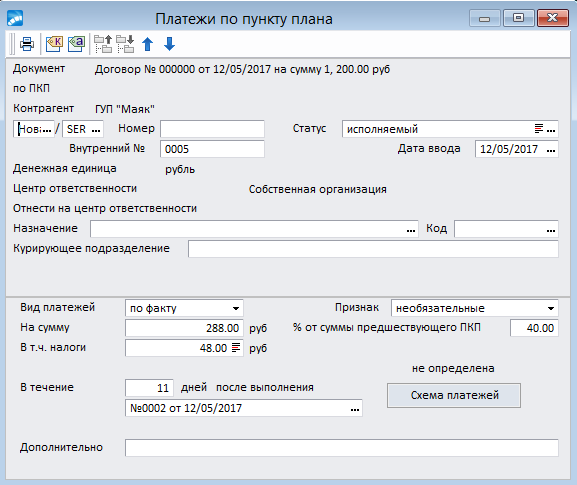 Платежи по пункту плана
Документ Договор № 000000 от 12/05/2017 на сумму 1, 200.00 руб
по ПКП
Контрагент ГУП "Маяк"
Нова... / SER ... Номер Статус исполняемый ...
Внутренний № 0005 Дата ввода 12/05/2017 ...
Денежная единица рубль
Центр ответственности Собственная организация
Отнести на центр ответственности
Назначение ... Код ...
Курирующее подразделение
Вид платежей по факту Признак необязательные
На сумму 288.00 руб % от суммы предшествующего ПКП 40.00
В т.ч. налоги 48.00 руб
не определена
В течение 11 дней после выполнения Схема платежей
№0002 от 12/05/2017 ...
Дополнительно